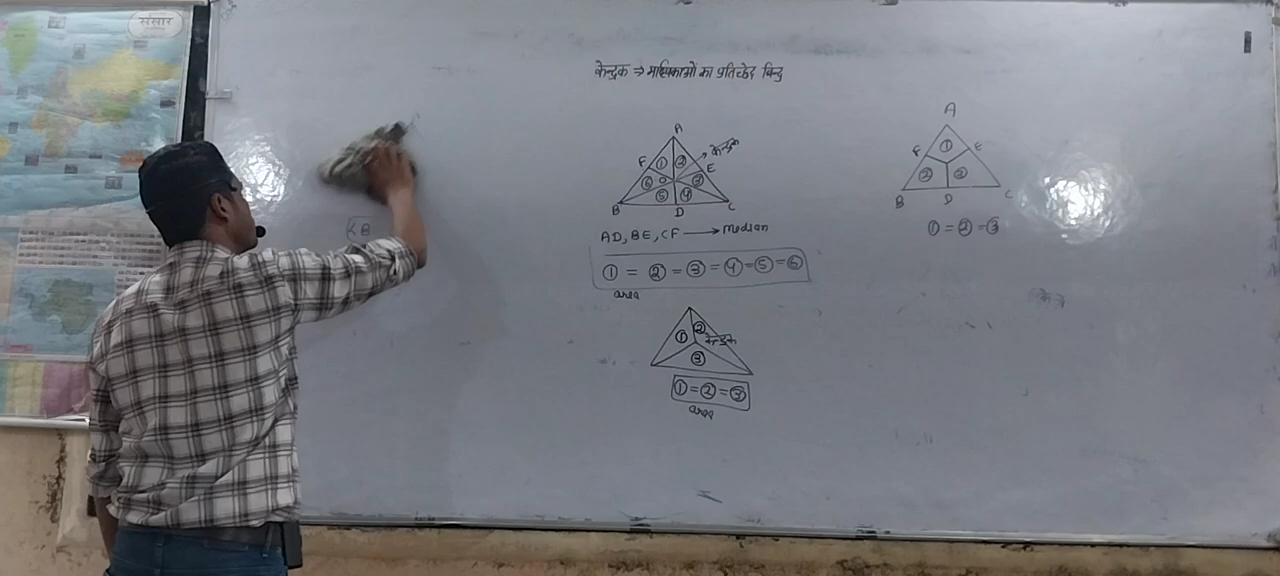 संसार
केन्द्रक ⇒ माध्यिकाओं का प्रतिच्छेद बिन्दु
A
F ① ② E → केन्द्रक
⑥ O ③
⑤ ④
B D C
AD, BE, CF → median
① = ② = ③ = ④ = ⑤ = ⑥
area
① ② केन्द्रक
③
① = ② = ③
area
A
F ① E
② ②
B D C
① = ② = ③
∠B